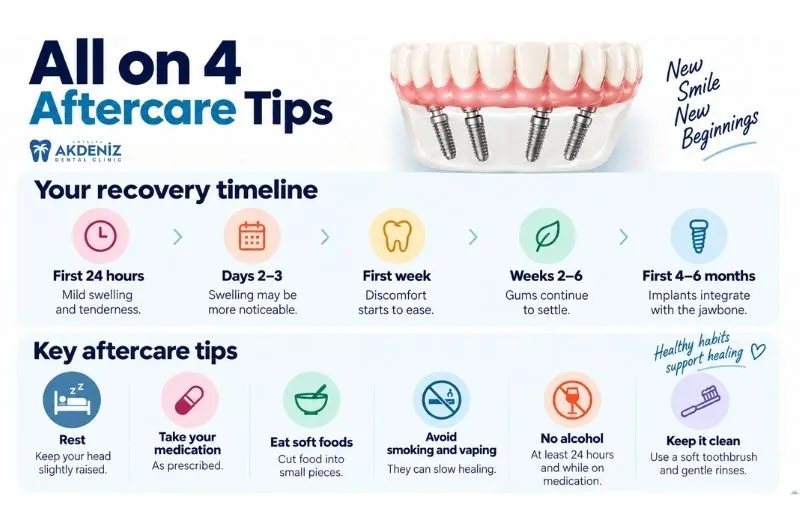 All on 4
Aftercare Tips
ANTALYA
AKDENİZ
DENTAL CLINIC
New
Smile
New
Beginnings
Your recovery timeline
First 24 hours
Mild swelling
and tenderness.
Days 2–3
Swelling may be
more noticeable.
First week
Discomfort
starts to ease.
Weeks 2–6
Gums continue
to settle.
First 4–6 months
Implants integrate
with the jawbone.
Key aftercare tips
Healthy habits
support healing
z z
Rest
Keep your head
slightly raised.
Take your
medication
As prescribed.
Eat soft foods
Cut food into
small pieces.
Avoid
smoking and vaping
They can slow healing.
No alcohol
At least 24 hours
and while on
medication.
Keep it clean
Use a soft toothbrush
and gentle rinses.